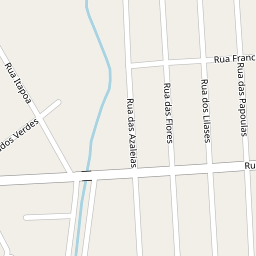 Rua Itapoa
dos Verdes
Rua das Azaleias
Rua das Flores
Rua dos Lilases
Rua das Papoulas
Rua Franc
Ru